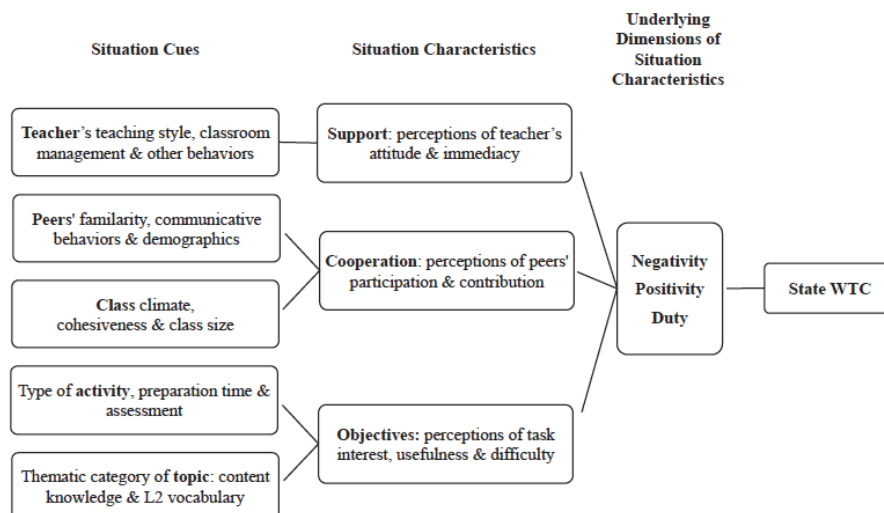 Situation Cues
Situation Characteristics
Underlying
Dimensions of
Situation
Characteristics
Teacher's teaching style, classroom
management & other behaviors
Support: perceptions of teacher's
attitude & immediacy
Peers' familarity, communicative
behaviors & demographics
Cooperation: perceptions of peers'
participation & contribution
Class climate,
cohesiveness & class size
Negativity
Positivity
Duty
State WTC
Type of activity, preparation time &
assessment
Objectives: perceptions of task
interest, usefulness & difficulty
Thematic category of topic: content
knowledge & L2 vocabulary